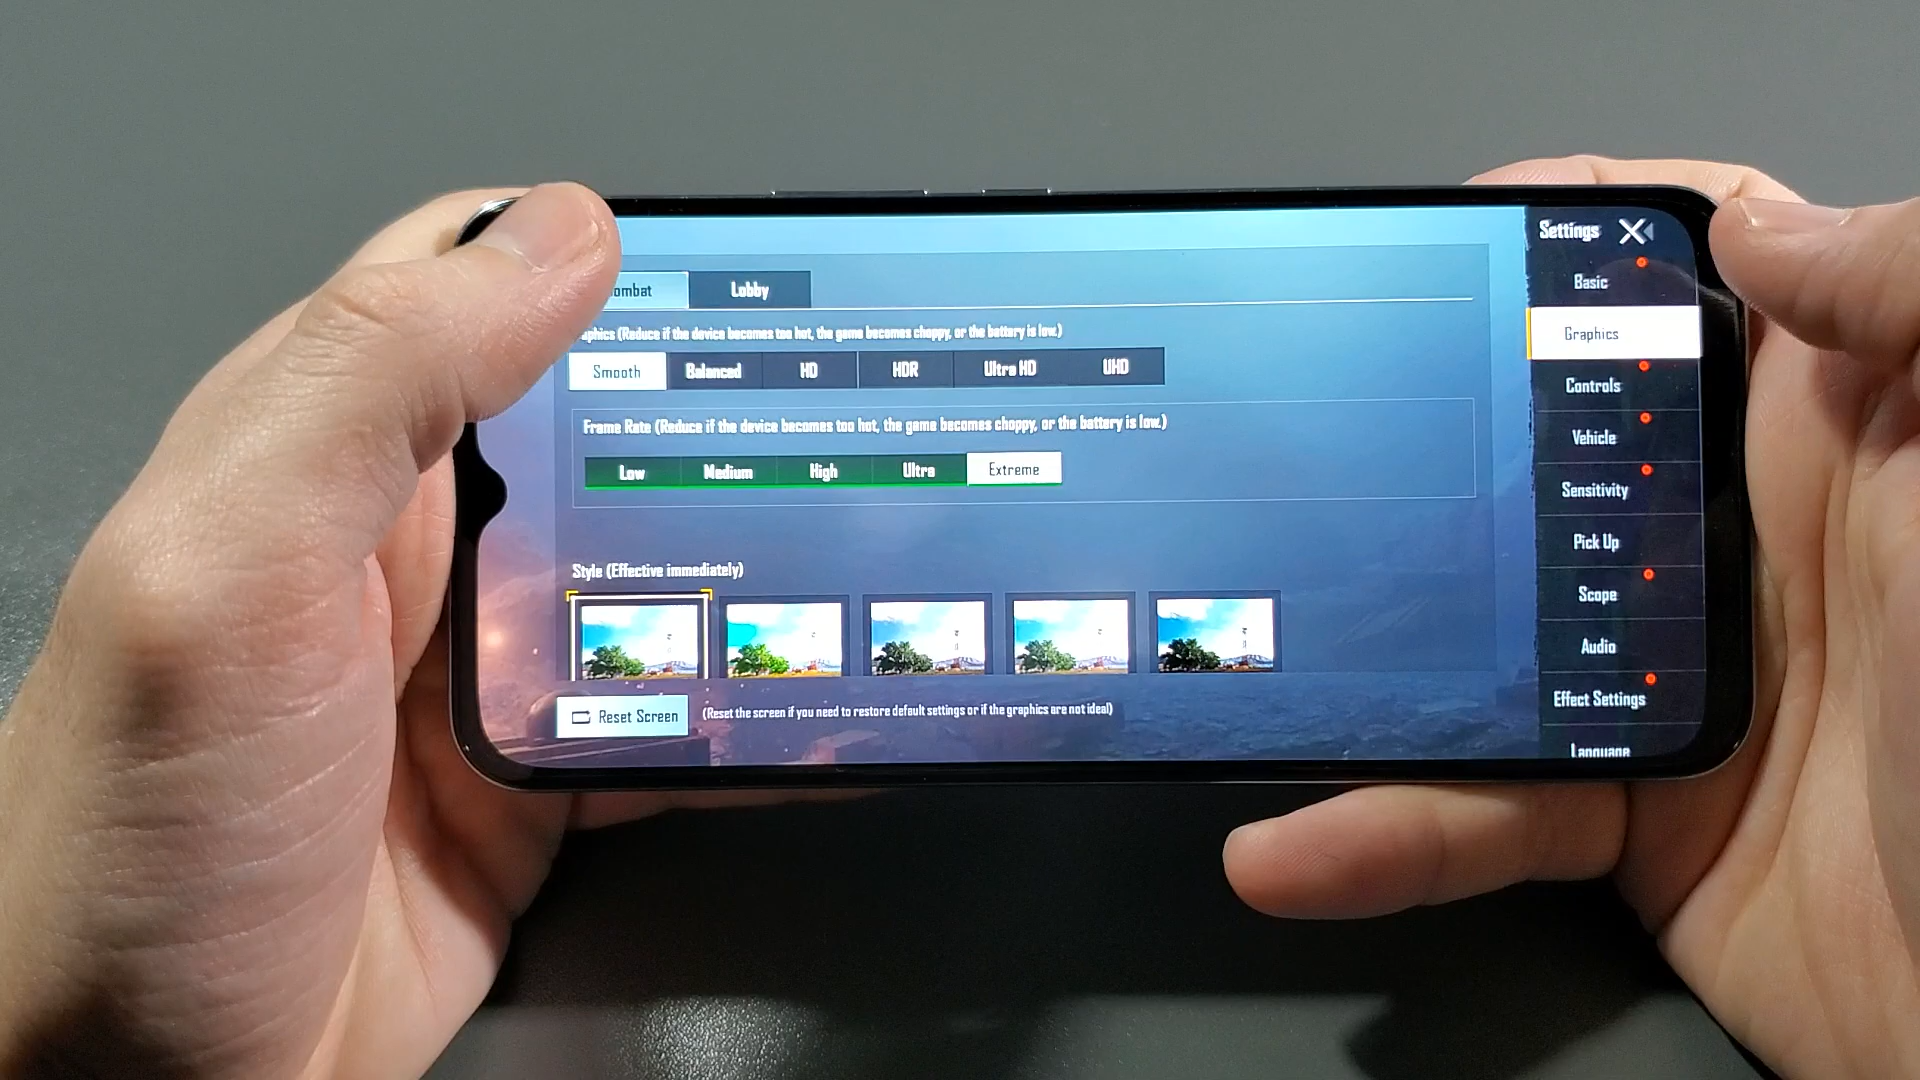 Settings
ombat Lobby
aphics (Reduce if the device becomes too hot, the game becomes choppy, or the battery is low.)
Smooth Balanced HD HDR Ultra HD UHD
Frame Rate (Reduce if the device becomes too hot, the game becomes choppy, or the battery is low.)
Low Medium High Ultra Extreme
Style (Effective immediately)
Reset Screen (Reset the screen if you need to restore default settings or if the graphics are not ideal)
Basic
Graphics
Controls
Vehicle
Sensitivity
Pick Up
Scope
Audio
Effect Settings
Language